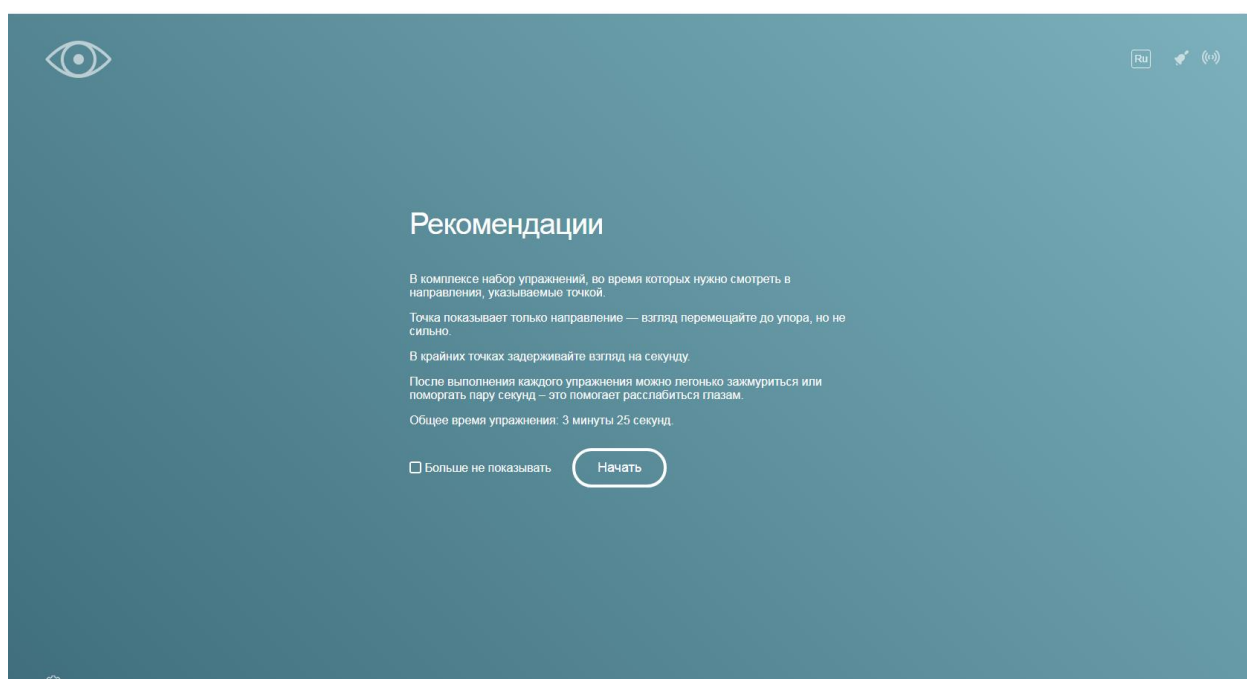 Ru
Рекомендации
В комплексе набор упражнений, во время которых нужно смотреть в
направления, указываемые точкой.
Точка показывает только направление — взгляд перемещайте до упора, но не
сильно.
В крайних точках задерживайте взгляд на секунду.
После выполнения каждого упражнения можно легонько зажмуриться или
поморгать пару секунд – это помогает расслабиться глазам.
Общее время упражнения: 3 минуты 25 секунд.
Больше не показывать
Начать